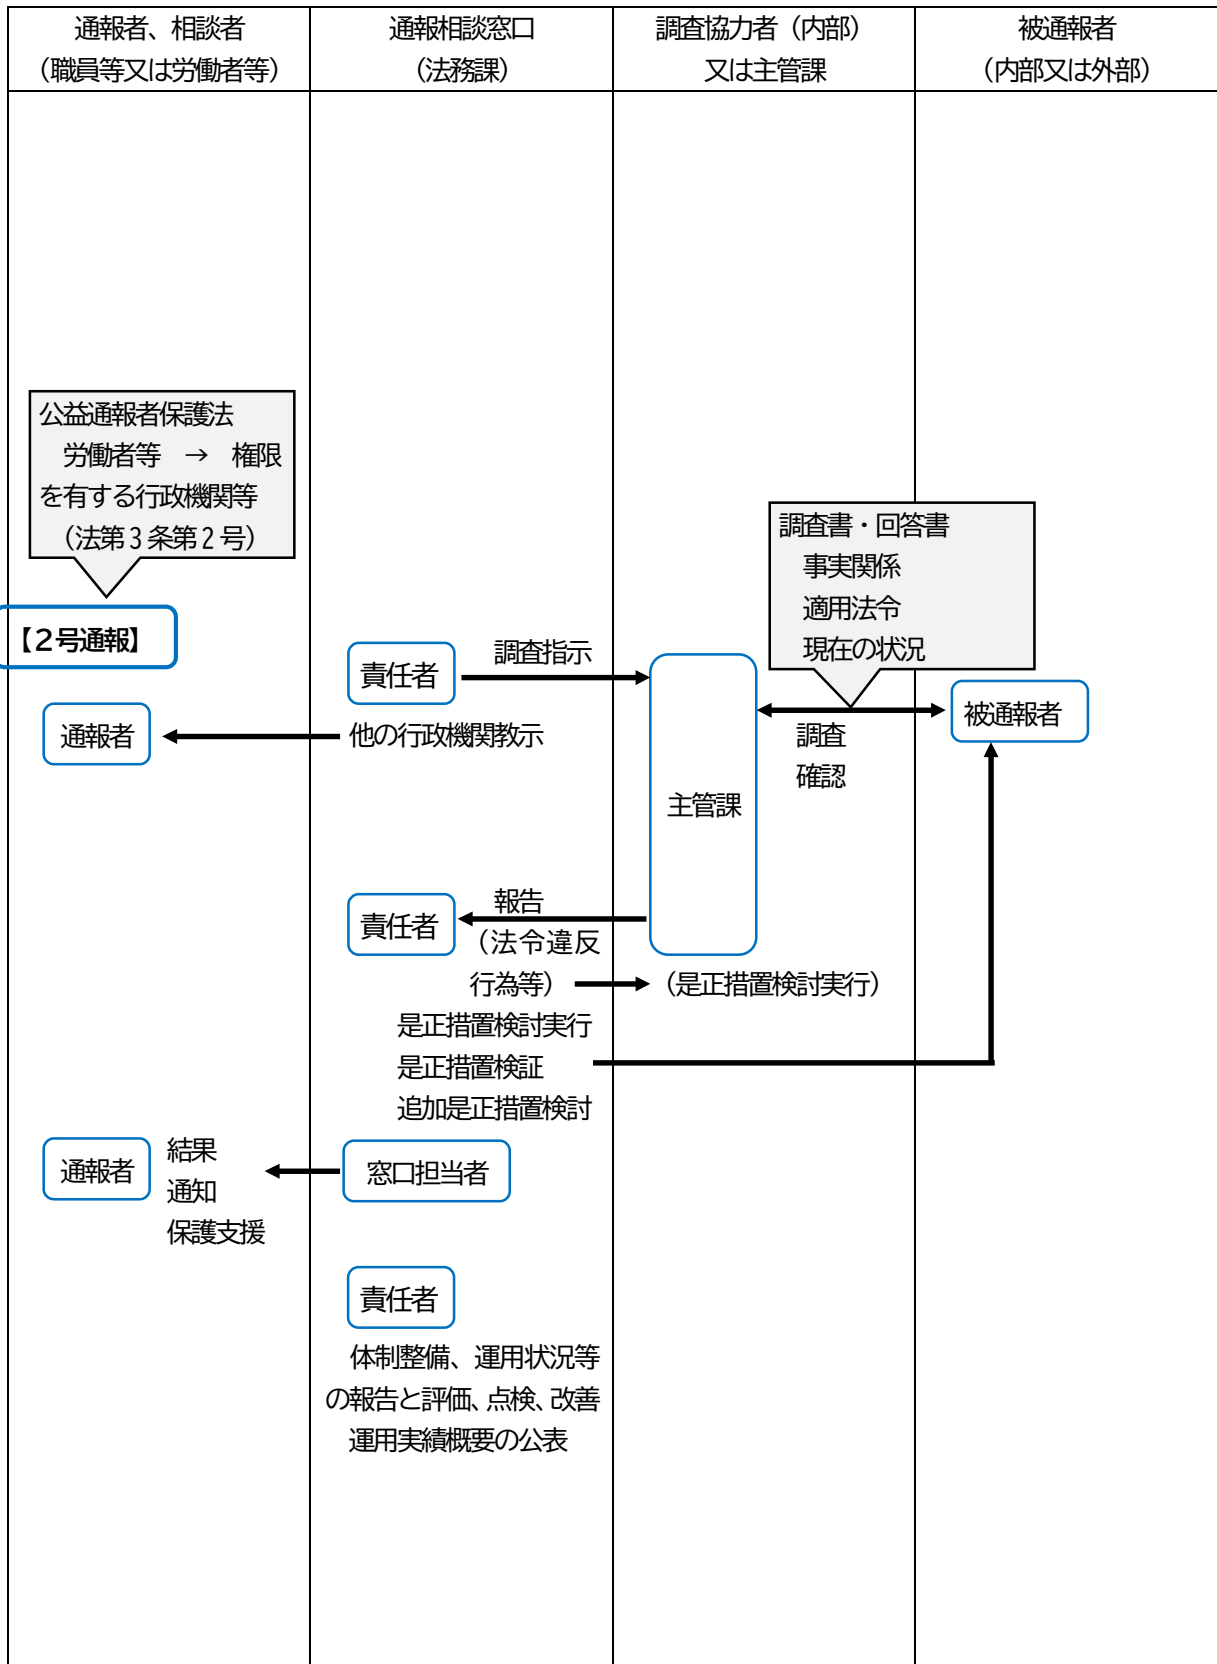 通報者、相談者
（職員等又は労働者等）
通報相談窓口
（法務課）
調査協力者（内部）
又は主管課
被通報者
（内部又は外部）
公益通報者保護法
労働者等　→　権限
を有する行政機関等
（法第３条第２号）
【２号通報】
調査書・回答書
事実関係
適用法令
現在の状況
責任者
調査指示
通報者
他の行政機関教示
主管課
調査
確認
被通報者
責任者
報告
（法令違反
行為等）
（是正措置検討実行）
是正措置検討実行
是正措置検証
追加是正措置検討
通報者
結果
通知
保護支援
窓口担当者
責任者
体制整備、運用状況等
の報告と評価、点検、改善
運用実績概要の公表